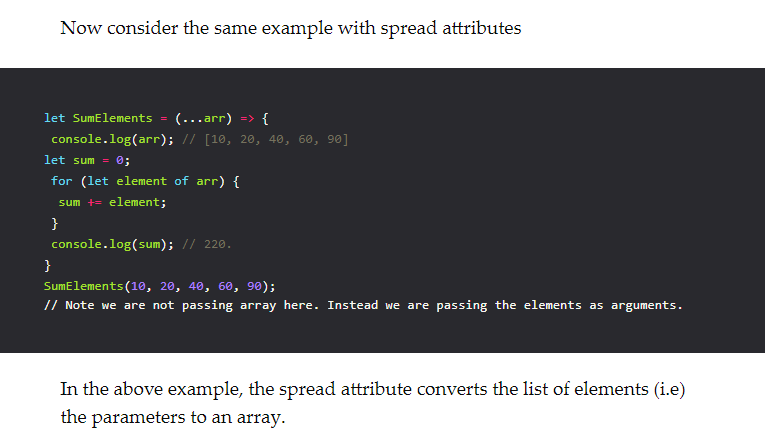 Now consider the same example with spread attributes
let SumElements = (...arr) => {
 console.log(arr); // [10, 20, 40, 60, 90]
let sum = 0;
 for (let element of arr) {
  sum += element;
 }
 console.log(sum); // 220.
}
SumElements(10, 20, 40, 60, 90);
// Note we are not passing array here. Instead we are passing the elements as arguments.
In the above example, the spread attribute converts the list of elements (i.e)
the parameters to an array.